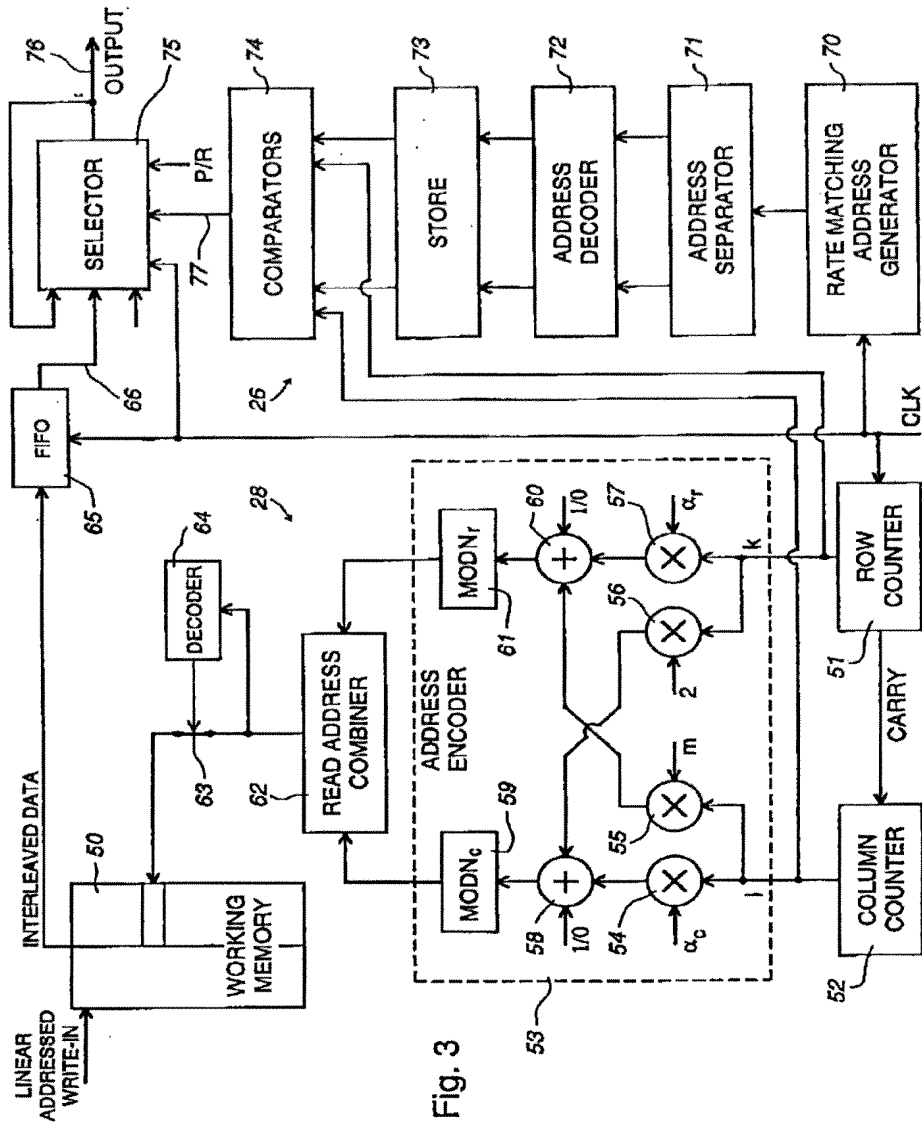 LINEAR
ADDRESSED
WRITE-IN
INTERLEAVED DATA
50
WORKING
MEMORY
63
64
DECODER
65
FIFO
66
28
26
76
OUTPUT
SELECTOR
75
P/R
77
74
COMPARATORS
73
STORE
72
ADDRESS
DECODER
71
ADDRESS
SEPARATOR
70
RATE MATCHING
ADDRESS
GENERATOR
62
READ ADDRESS
COMBINER
ADDRESS
ENCODER
59
MODNc
61
MODNr
58
1/0
60
1/0
54
αc
55
m
56
2
57
αr
j
k
53
52
COLUMN
COUNTER
CARRY
51
ROW
COUNTER
CLK
Fig. 3